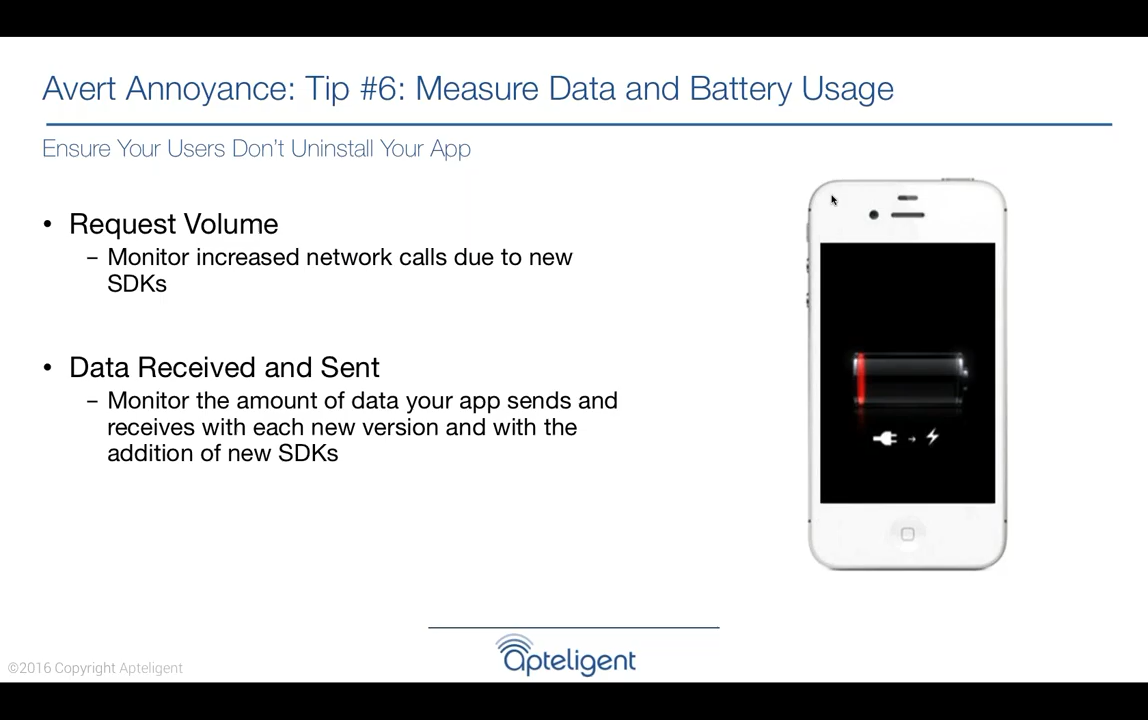 Avert Annoyance: Tip #6: Measure Data and Battery Usage
Ensure Your Users Don't Uninstall Your App
• Request Volume
– Monitor increased network calls due to new
SDKs
• Data Received and Sent
– Monitor the amount of data your app sends and
receives with each new version and with the
addition of new SDKs
©2016 Copyright Apteligent
apteligent